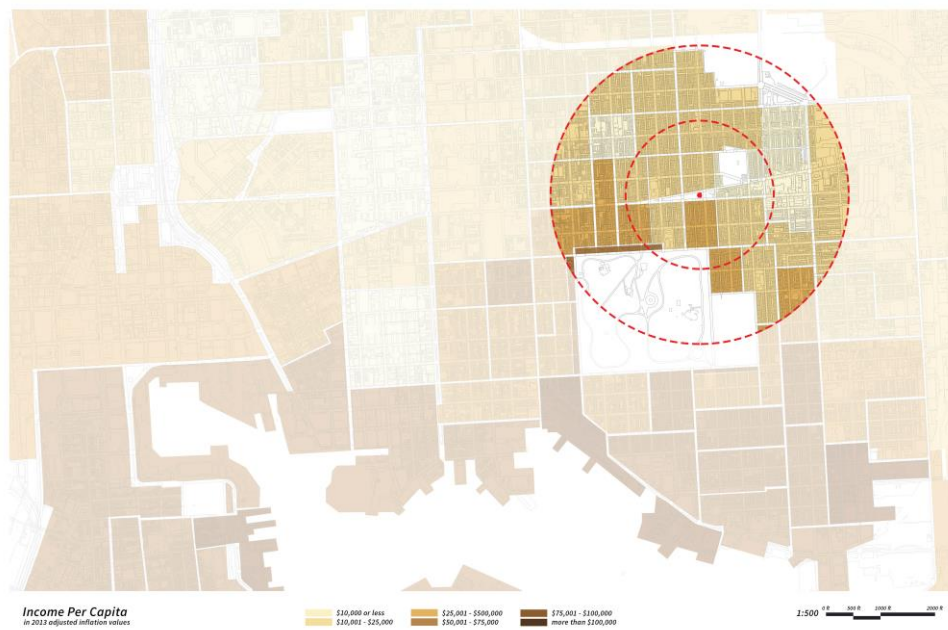 Income Per Capita
in 2013 adjusted inflation values
$10,000 or less
$10,001 - $25,000
$25,001 - $500,000
$50,001 - $75,000
$75,001 - $100,000
more than $100,000
1:500
0 ft 500 ft 1000 ft 2000 ft